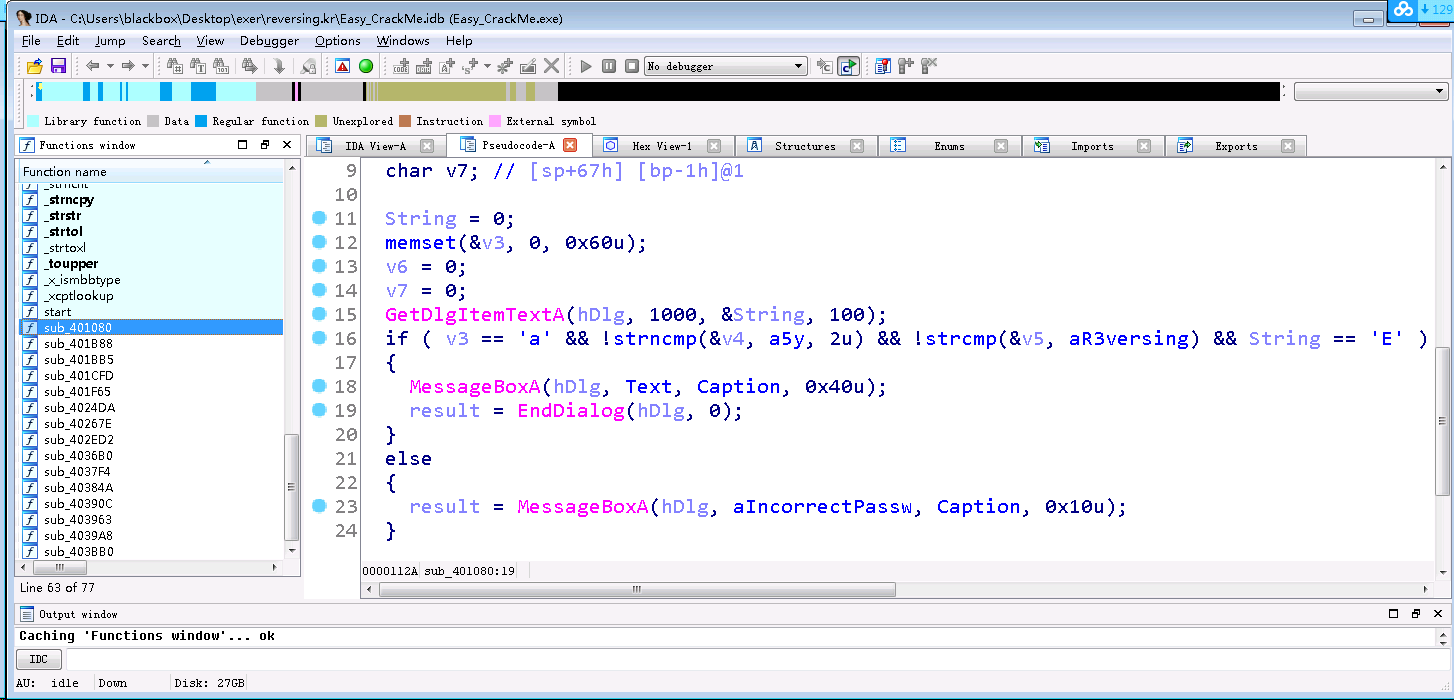 IDA - C:\Users\blackbox\Desktop\exer\reversing.kr\Easy_CrackMe.idb (Easy_CrackMe.exe)
129
File Edit Jump Search View Debugger Options Windows Help
No debugger
Library function Data Regular function Unexplored Instruction External symbol
Functions window
IDA View-A Pseudocode-A Hex View-1 Structures Enums Imports Exports
Function name
_strncnt
_strncpy
_strstr
_strtol
_strtoxl
_toupper
_x_ismbbtype
_xcptlookup
start
sub_401080
sub_401B88
sub_401BB5
sub_401CFD
sub_401F65
sub_4024DA
sub_40267E
sub_402ED2
sub_4036B0
sub_4037F4
sub_40384A
sub_40390C
sub_403963
sub_4039A8
sub_403BB0
Line 63 of 77
9 char v7; // [sp+67h] [bp-1h]@1
10
11 String = 0;
12 memset(&v3, 0, 0x60u);
13 v6 = 0;
14 v7 = 0;
15 GetDlgItemTextA(hDlg, 1000, &String, 100);
16 if ( v3 == 'a' && !strncmp(&v4, a5y, 2u) && !strcmp(&v5, aR3versing) && String == 'E' )
17 {
18 MessageBoxA(hDlg, Text, Caption, 0x40u);
19 result = EndDialog(hDlg, 0);
20 }
21 else
22 {
23 result = MessageBoxA(hDlg, aIncorrectPassw, Caption, 0x10u);
24 }
0000112A sub_401080:19
Output window
Caching 'Functions window'... ok
IDC
AU: idle Down Disk: 27GB